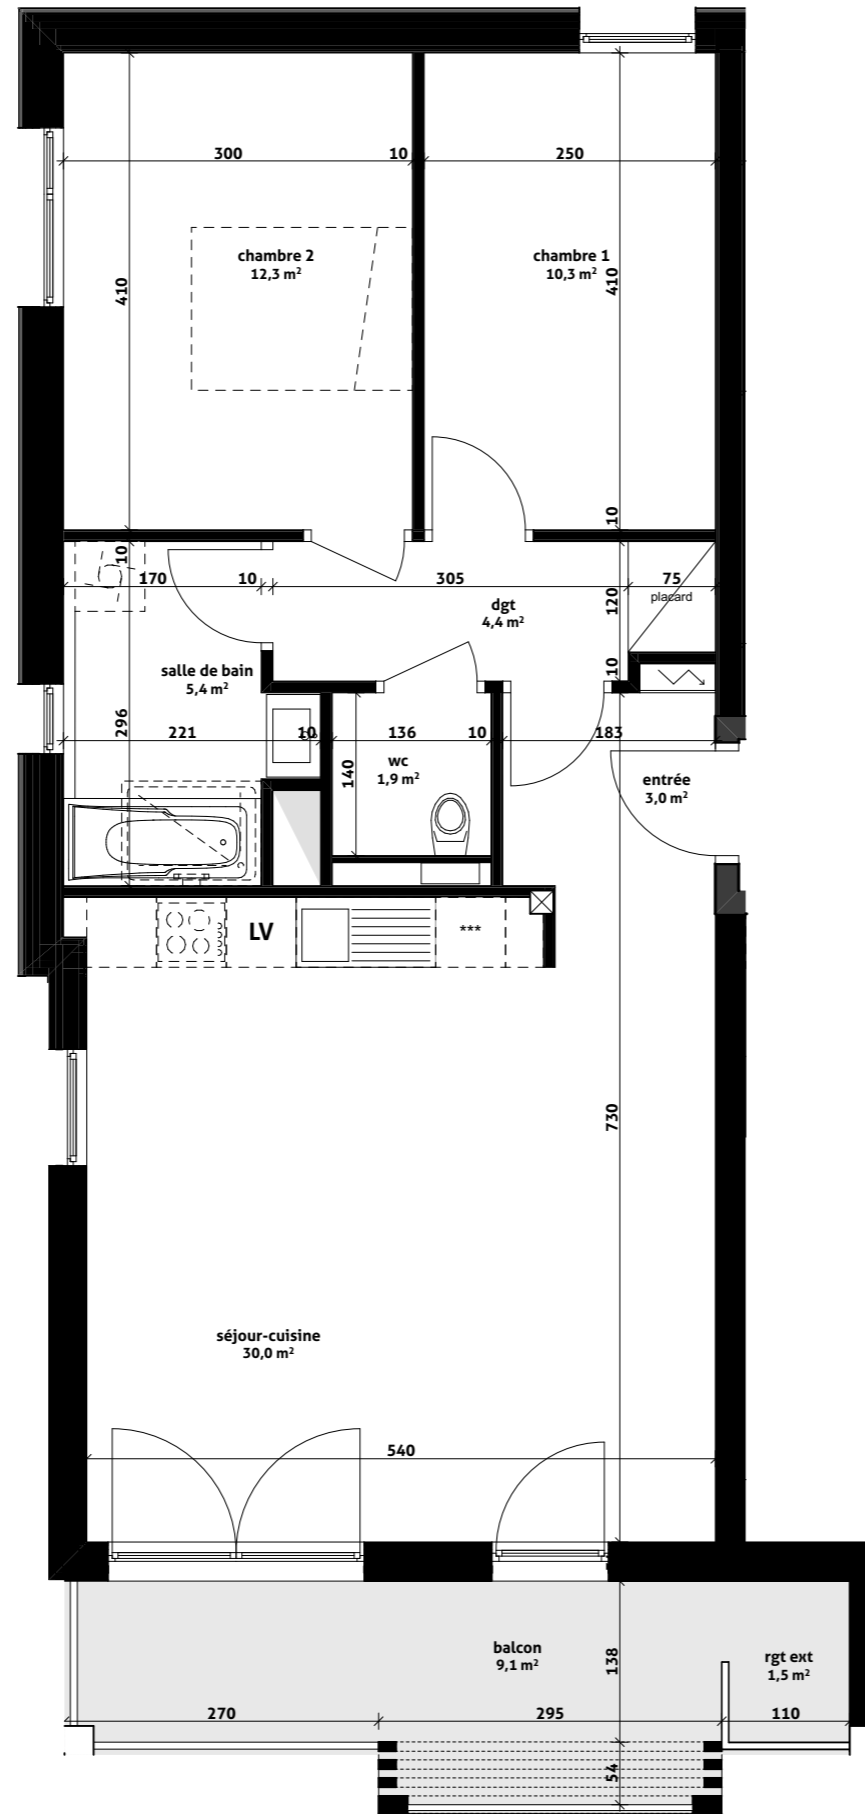 300
10
250
chambre 2
12,3 m²
chambre 1
10,3 m²
410
410
10
10
170
10
305
75
placard
dgt
4,4 m²
120
10
salle de bain
5,4 m²
296
221
10
136
10
183
wc
1,9 m²
140
entrée
3,0 m²
LV
***
730
séjour-cuisine
30,0 m²
540
balcon
9,1 m²
138
rgt ext
1,5 m²
270
295
110
54